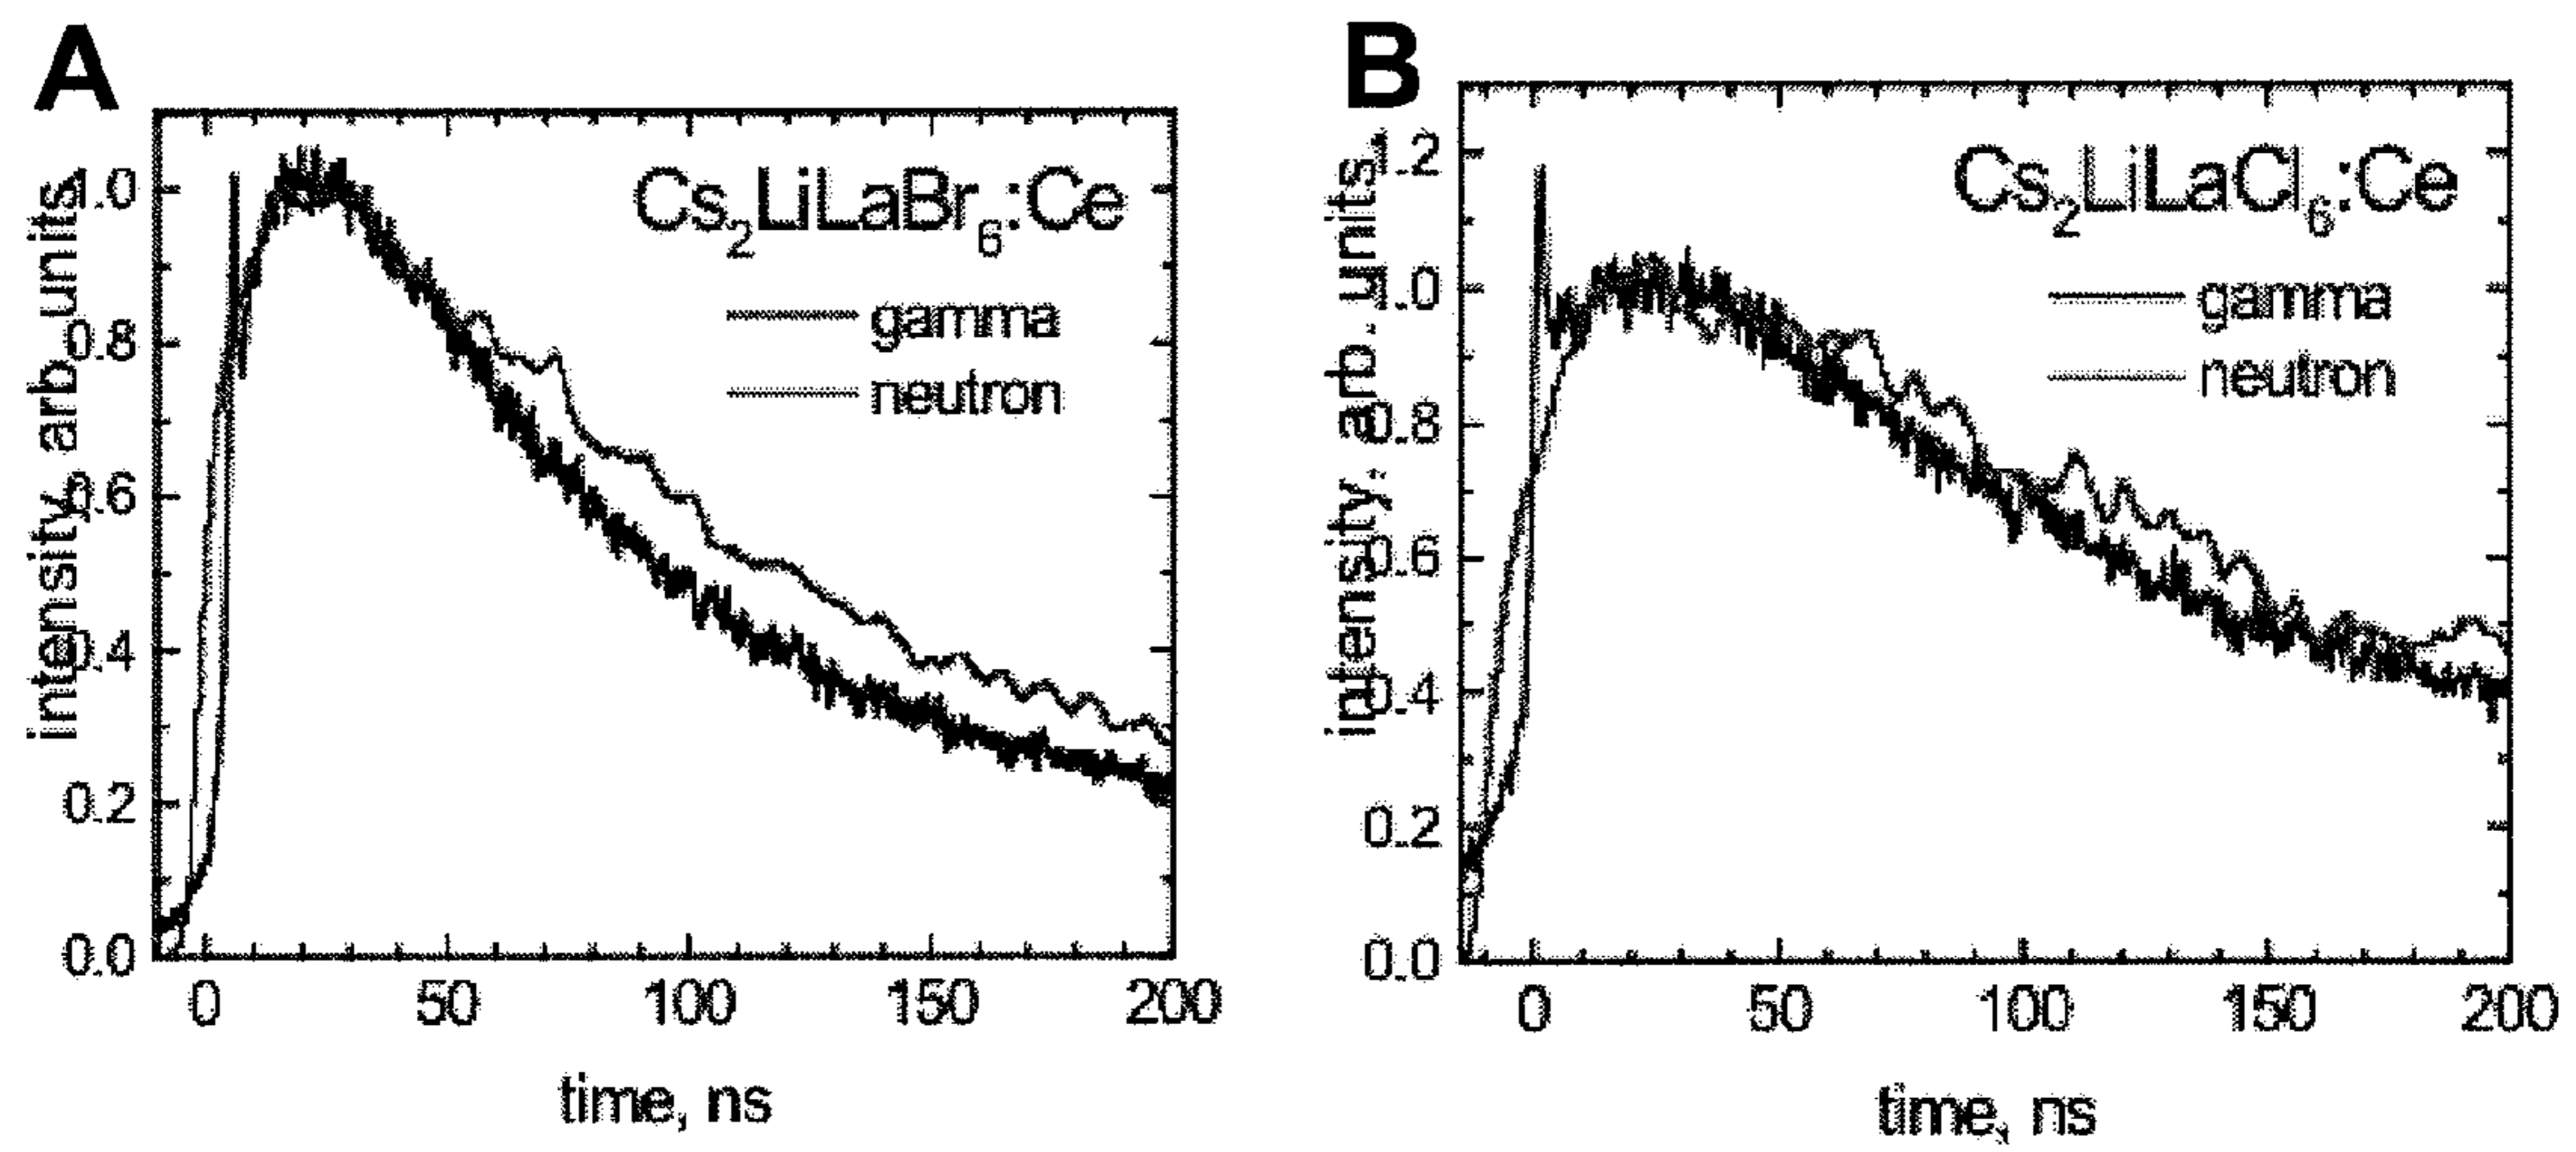 A
Cs2LiLaBr6:Ce
gamma
neutron
intensity, arb. units
1.0
0.8
0.6
0.4
0.2
0.0
0
50
100
150
200
time, ns
B
Cs2LiLaCl6:Ce
gamma
neutron
intensity, arb. units
1.2
1.0
0.8
0.6
0.4
0.2
0.0
0
50
100
150
200
time, ns